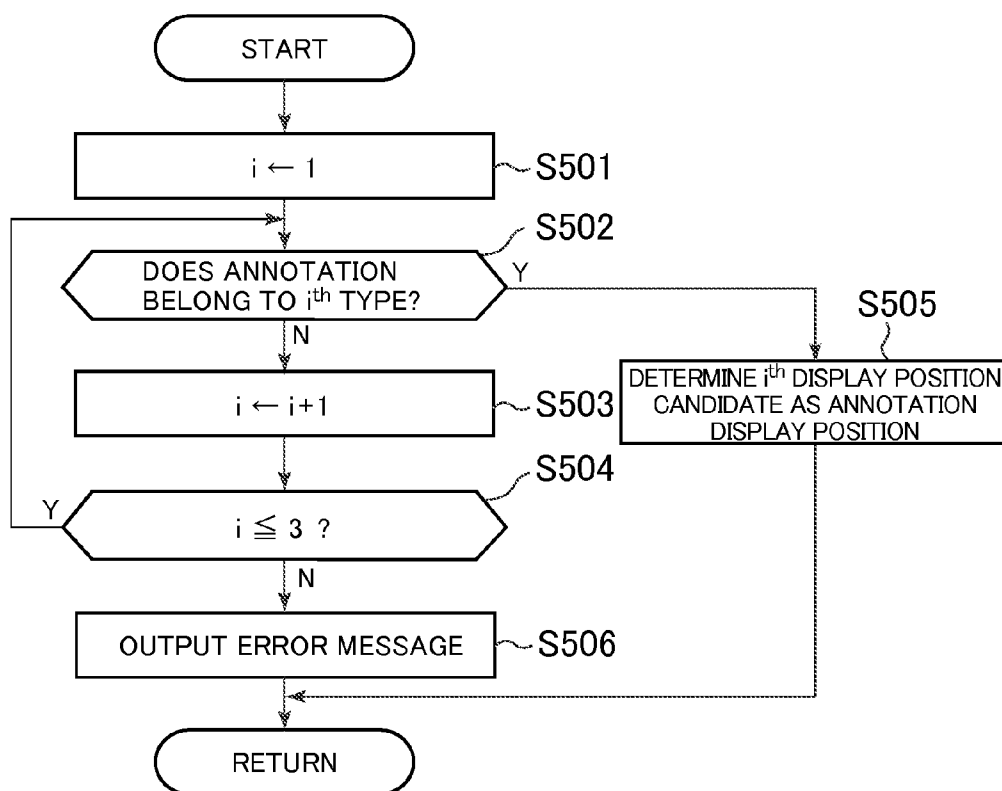 START
i ← 1
S501
S502
DOES ANNOTATION
BELONG TO ith TYPE?
Y
N
S505
DETERMINE ith DISPLAY POSITION
CANDIDATE AS ANNOTATION
DISPLAY POSITION
i ← i+1
S503
S504
Y
i ≦ 3 ?
N
OUTPUT ERROR MESSAGE
S506
RETURN